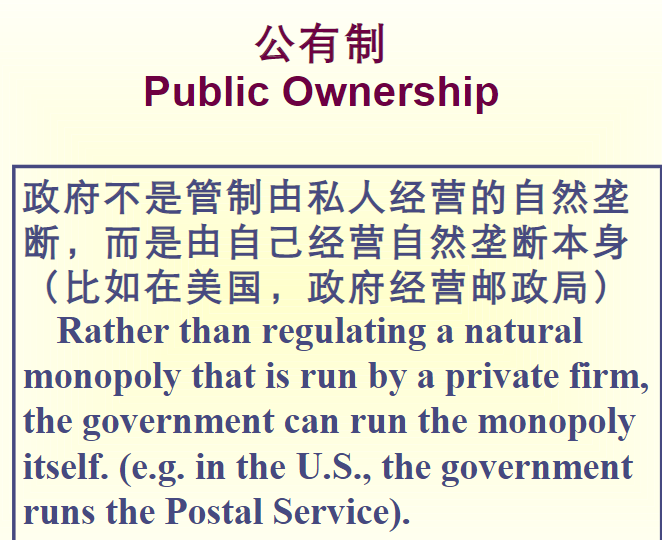 公有制
Public Ownership
政府不是管制由私人经营的自然垄
断，而是由自己经营自然垄断本身
（比如在美国，政府经营邮政局）
Rather than regulating a natural
monopoly that is run by a private firm,
the government can run the monopoly
itself. (e.g. in the U.S., the government
runs the Postal Service).